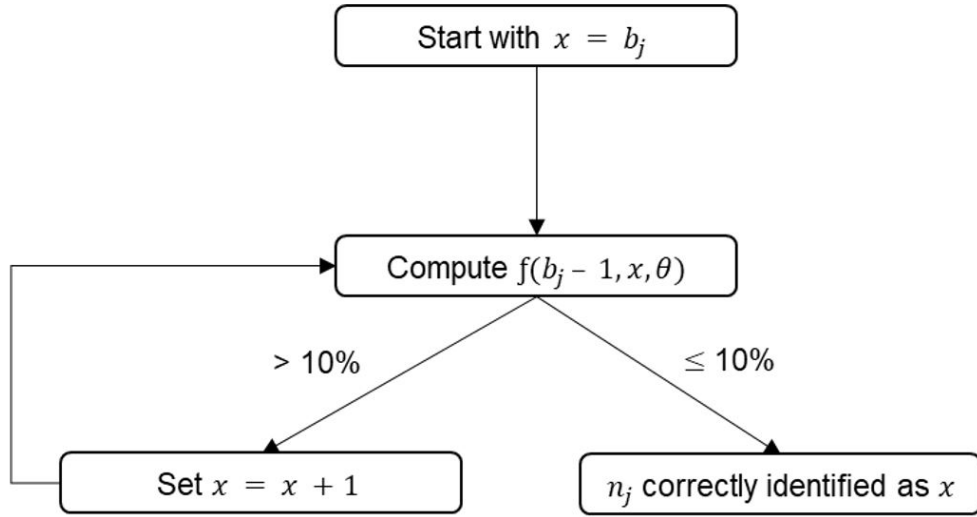 Start with x = b_j
Compute f(b_j − 1, x, θ)
> 10%
≤ 10%
Set x = x + 1
n_j correctly identified as x